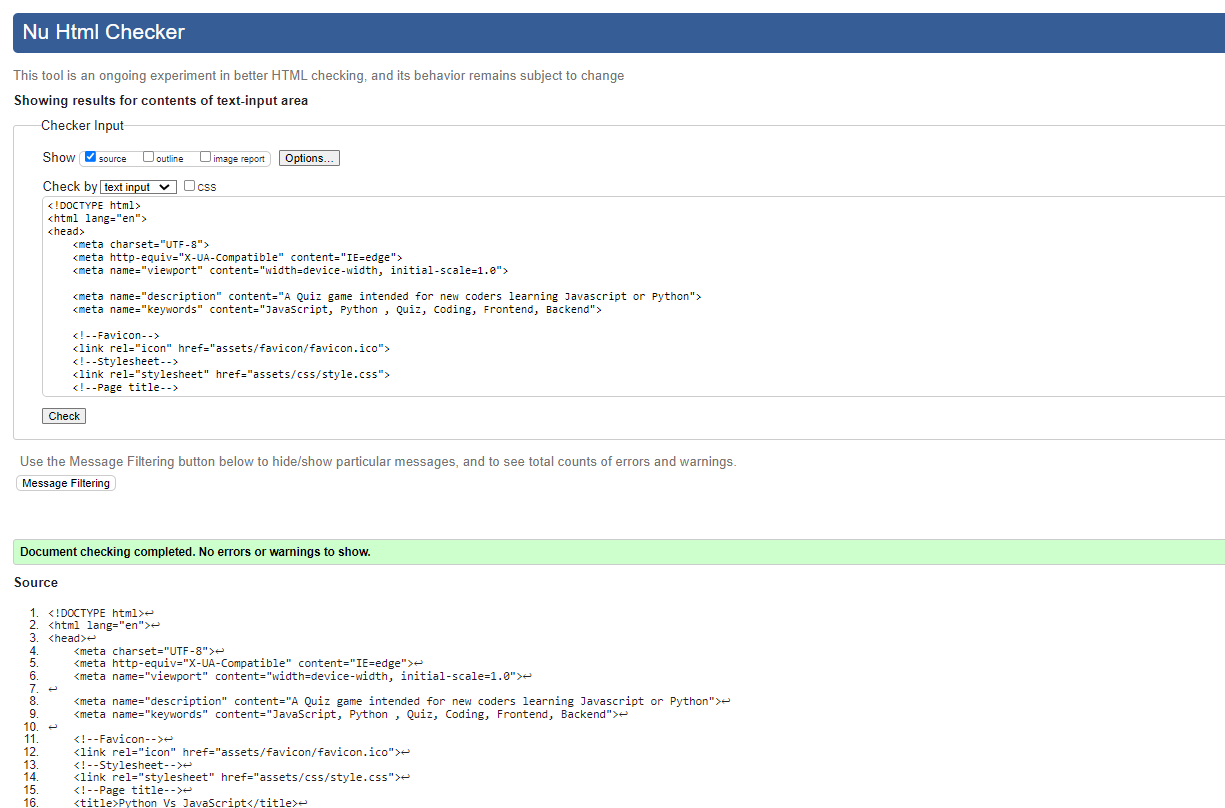 Nu Html Checker
This tool is an ongoing experiment in better HTML checking, and its behavior remains subject to change
Showing results for contents of text-input area
Checker Input
Show source outline image report Options...
Check by text input css
<!DOCTYPE html>
<html lang="en">
<head>
    <meta charset="UTF-8">
    <meta http-equiv="X-UA-Compatible" content="IE=edge">
    <meta name="viewport" content="width=device-width, initial-scale=1.0">
    <meta name="description" content="A Quiz game intended for new coders learning Javascript or Python">
    <meta name="keywords" content="JavaScript, Python , Quiz, Coding, Frontend, Backend">
    <!--Favicon-->
    <link rel="icon" href="assets/favicon/favicon.ico">
    <!--Stylesheet-->
    <link rel="stylesheet" href="assets/css/style.css">
    <!--Page title-->
Check
Use the Message Filtering button below to hide/show particular messages, and to see total counts of errors and warnings.
Message Filtering
Document checking completed. No errors or warnings to show.
Source
1. <!DOCTYPE html>↩
2. <html lang="en">↩
3. <head>↩
4.     <meta charset="UTF-8">↩
5.     <meta http-equiv="X-UA-Compatible" content="IE=edge">↩
6.     <meta name="viewport" content="width=device-width, initial-scale=1.0">↩
7. ↩
8.     <meta name="description" content="A Quiz game intended for new coders learning Javascript or Python">↩
9.     <meta name="keywords" content="JavaScript, Python , Quiz, Coding, Frontend, Backend">↩
10. ↩
11.     <!--Favicon-->↩
12.     <link rel="icon" href="assets/favicon/favicon.ico">↩
13.     <!--Stylesheet-->↩
14.     <link rel="stylesheet" href="assets/css/style.css">↩
15.     <!--Page title-->↩
16.     <title>Python Vs JavaScript</title>↩